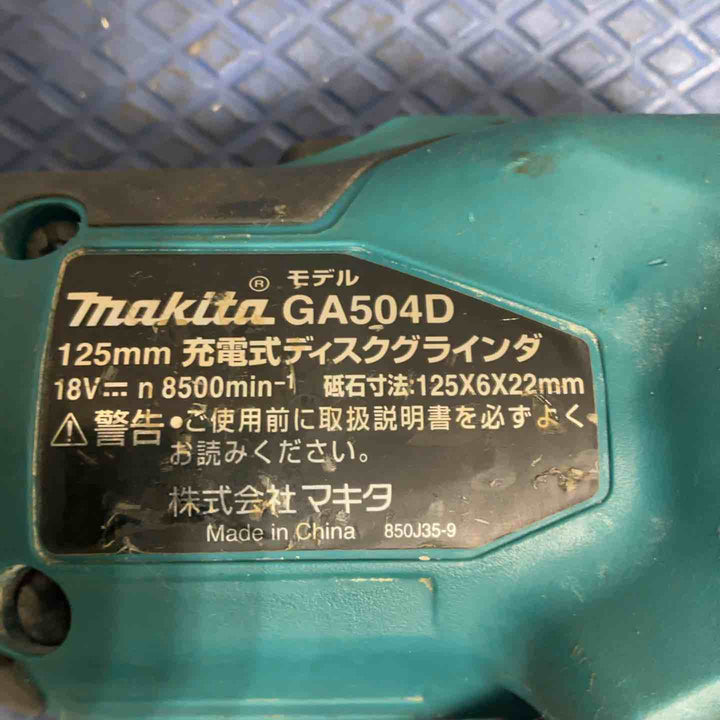 モデル
makita® GA504D
125mm 充電式ディスクグラインダ
18V⎓ n 8500min⁻¹ 砥石寸法:125X6X22mm
⚠警告 •ご使用前に取扱説明書を必ずよく
お読みください。
株式会社 マキタ
Made in China 850J35-9